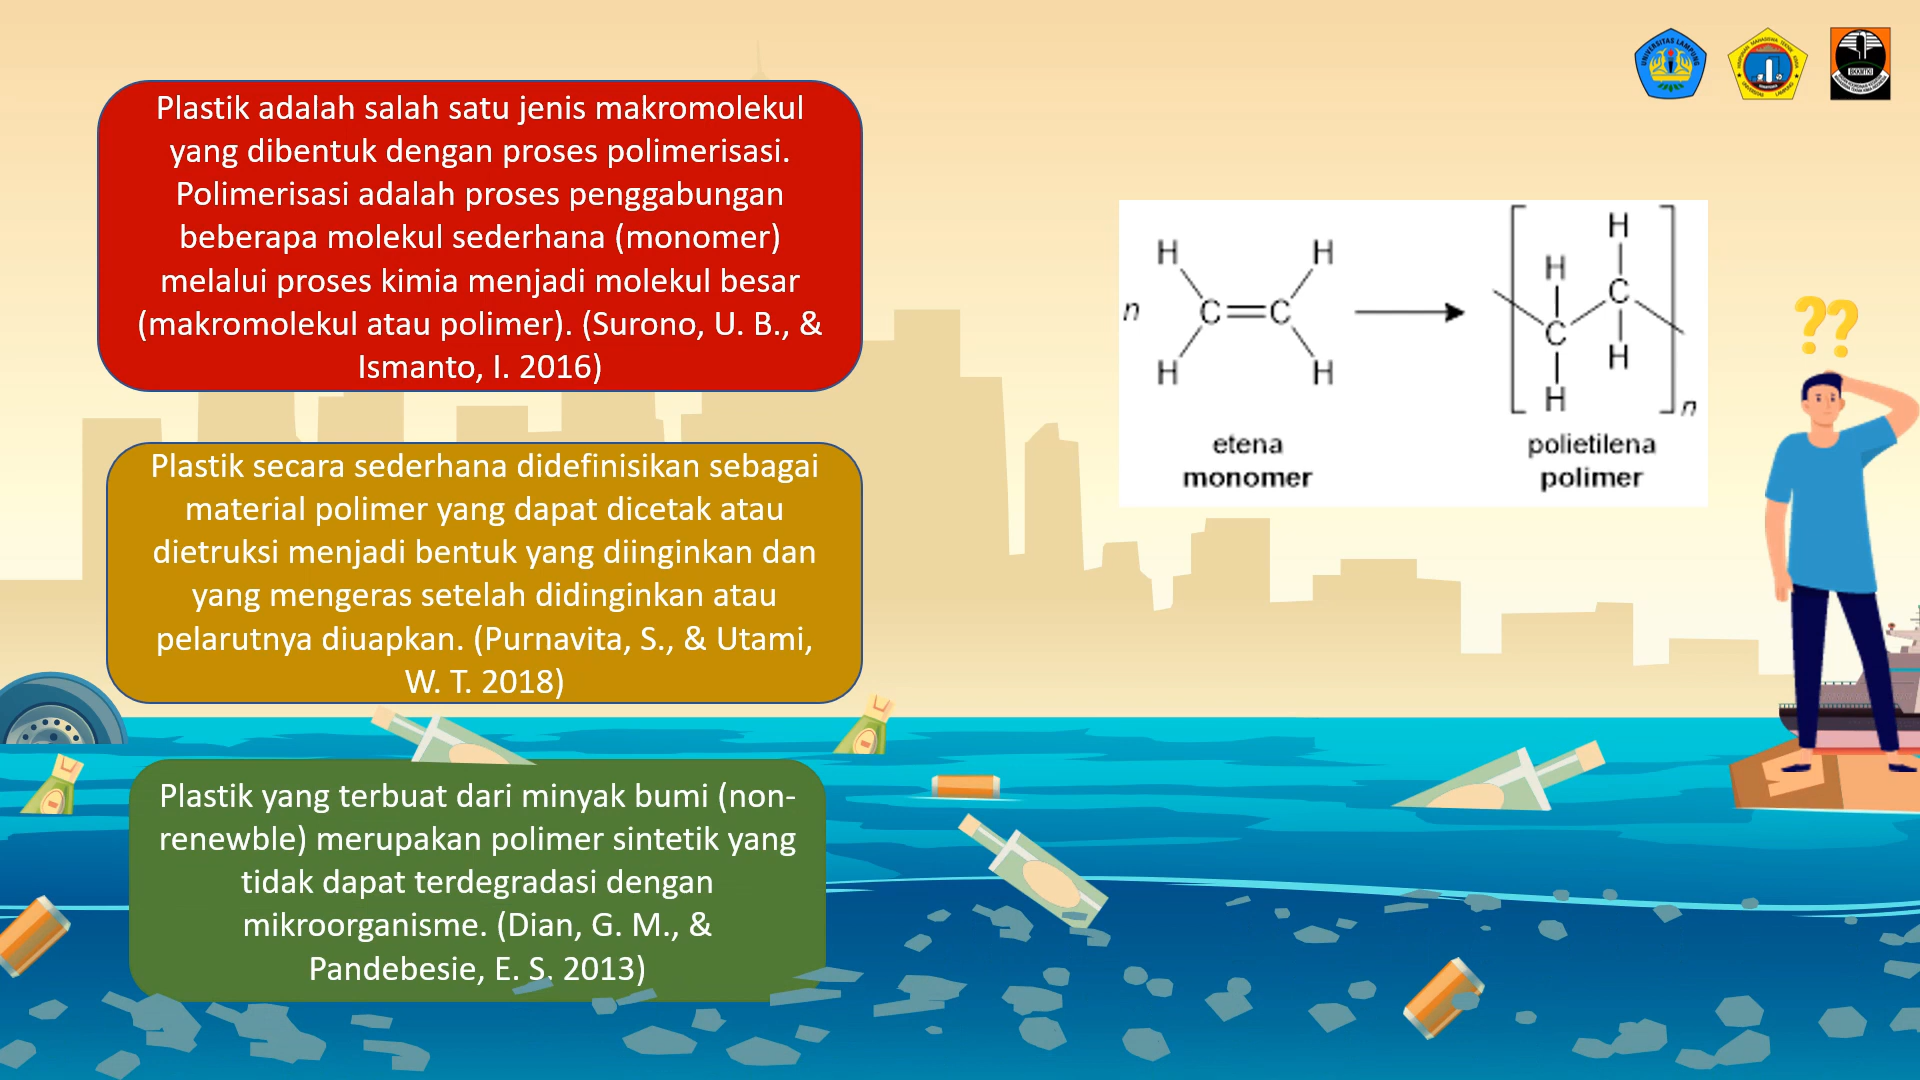 Plastik adalah salah satu jenis makromolekul
yang dibentuk dengan proses polimerisasi.
Polimerisasi adalah proses penggabungan
beberapa molekul sederhana (monomer)
melalui proses kimia menjadi molekul besar
(makromolekul atau polimer). (Surono, U. B., &
Ismanto, I. 2016)
Plastik secara sederhana didefinisikan sebagai
material polimer yang dapat dicetak atau
dietruksi menjadi bentuk yang diinginkan dan
yang mengeras setelah didinginkan atau
pelarutnya diuapkan. (Purnavita, S., & Utami,
W. T. 2018)
Plastik yang terbuat dari minyak bumi (non-
renewble) merupakan polimer sintetik yang
tidak dapat terdegradasi dengan
mikroorganisme. (Dian, G. M., &
Pandebesie, E. S. 2013)
UNIVERSITAS LAMPUNG
H H H
H
n C=C C C
H H H
H n
etena polietilena
monomer polimer
??